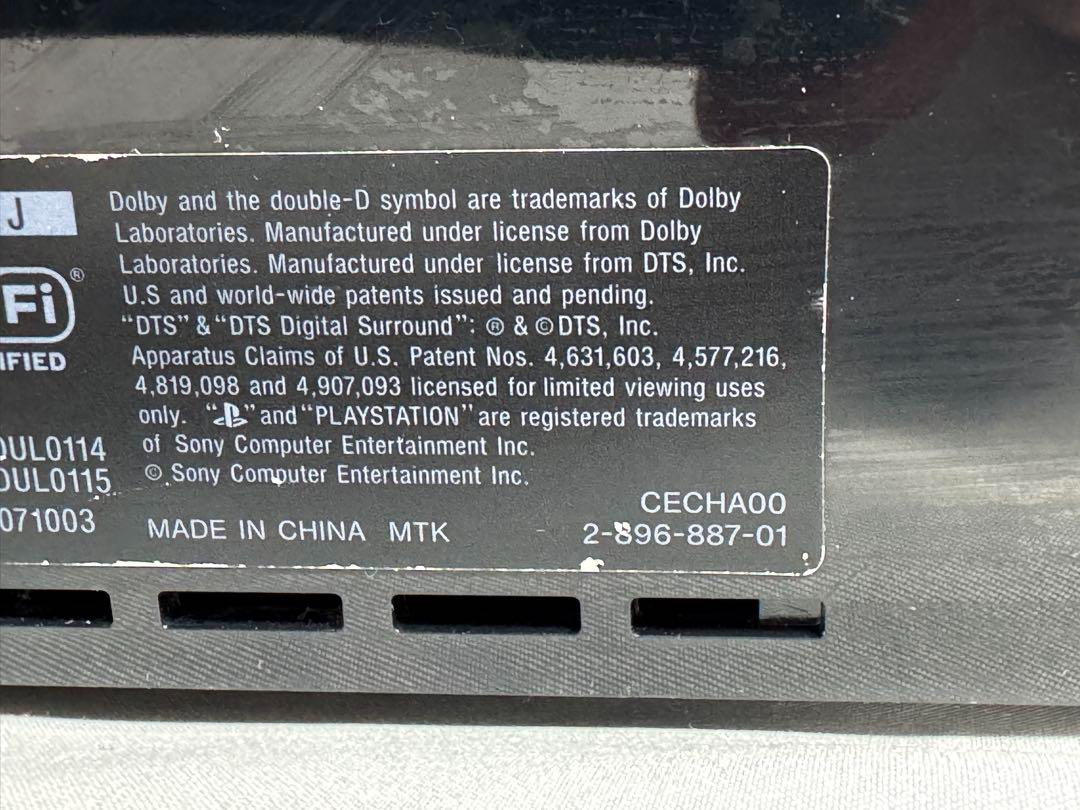 J
Dolby and the double-D symbol are trademarks of Dolby
Laboratories. Manufactured under license from Dolby
Laboratories. Manufactured under license from DTS, Inc.
U.S and world-wide patents issued and pending.
"DTS" & "DTS Digital Surround": ® & © DTS, Inc.
Apparatus Claims of U.S. Patent Nos. 4,631,603, 4,577,216,
4,819,098 and 4,907,093 licensed for limited viewing uses
only. " " and "PLAYSTATION" are registered trademarks
of Sony Computer Entertainment Inc.
© Sony Computer Entertainment Inc.
Fi®
IFIED
UL0114
UL0115
071003
MADE IN CHINA MTK
CECHA00
2-896-887-01